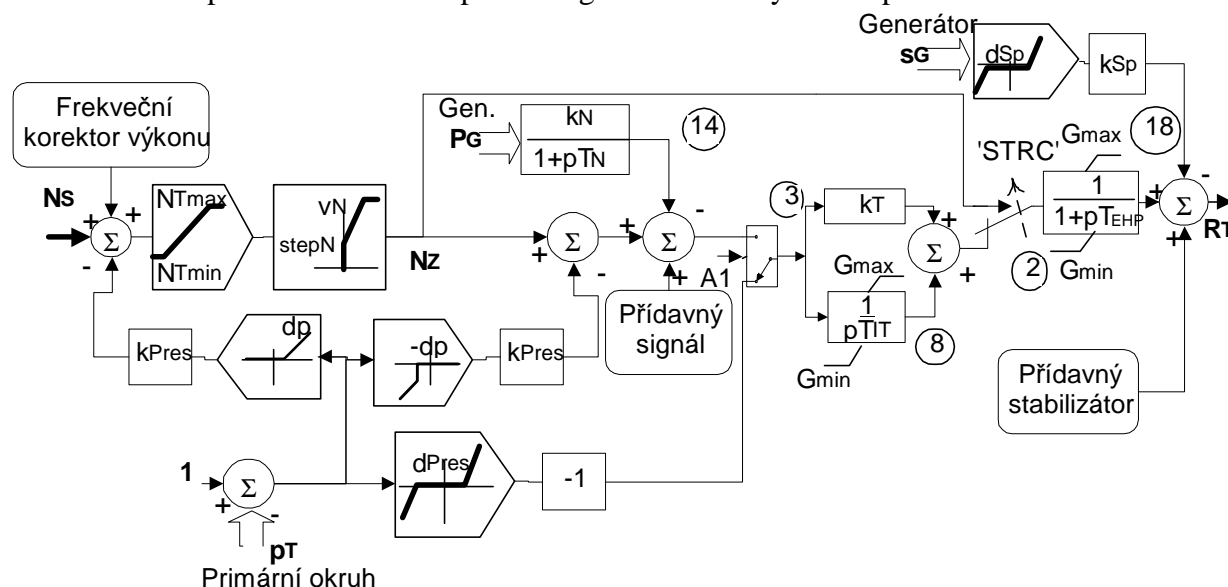 Generátor
sG
dSp
kSp
Frekveční
korektor výkonu
Gen.
PG
kN
1+pTN
14
'STRC'
Gmax
18
NS
+
+
-
Σ
NTmax
NTmin
vN
stepN
NZ
+
-
Σ
+
-
+
Σ
A1
3
kT
Gmax
1
pTIT
Gmin
8
+
+
Σ
2
1
1+pTEHP
Gmin
-
+
+
Σ
RT
kPres
dp
-dp
kPres
Přídavný
signál
Přídavný
stabilizátor
1
+
-
Σ
dPres
-1
pT
Primární okruh